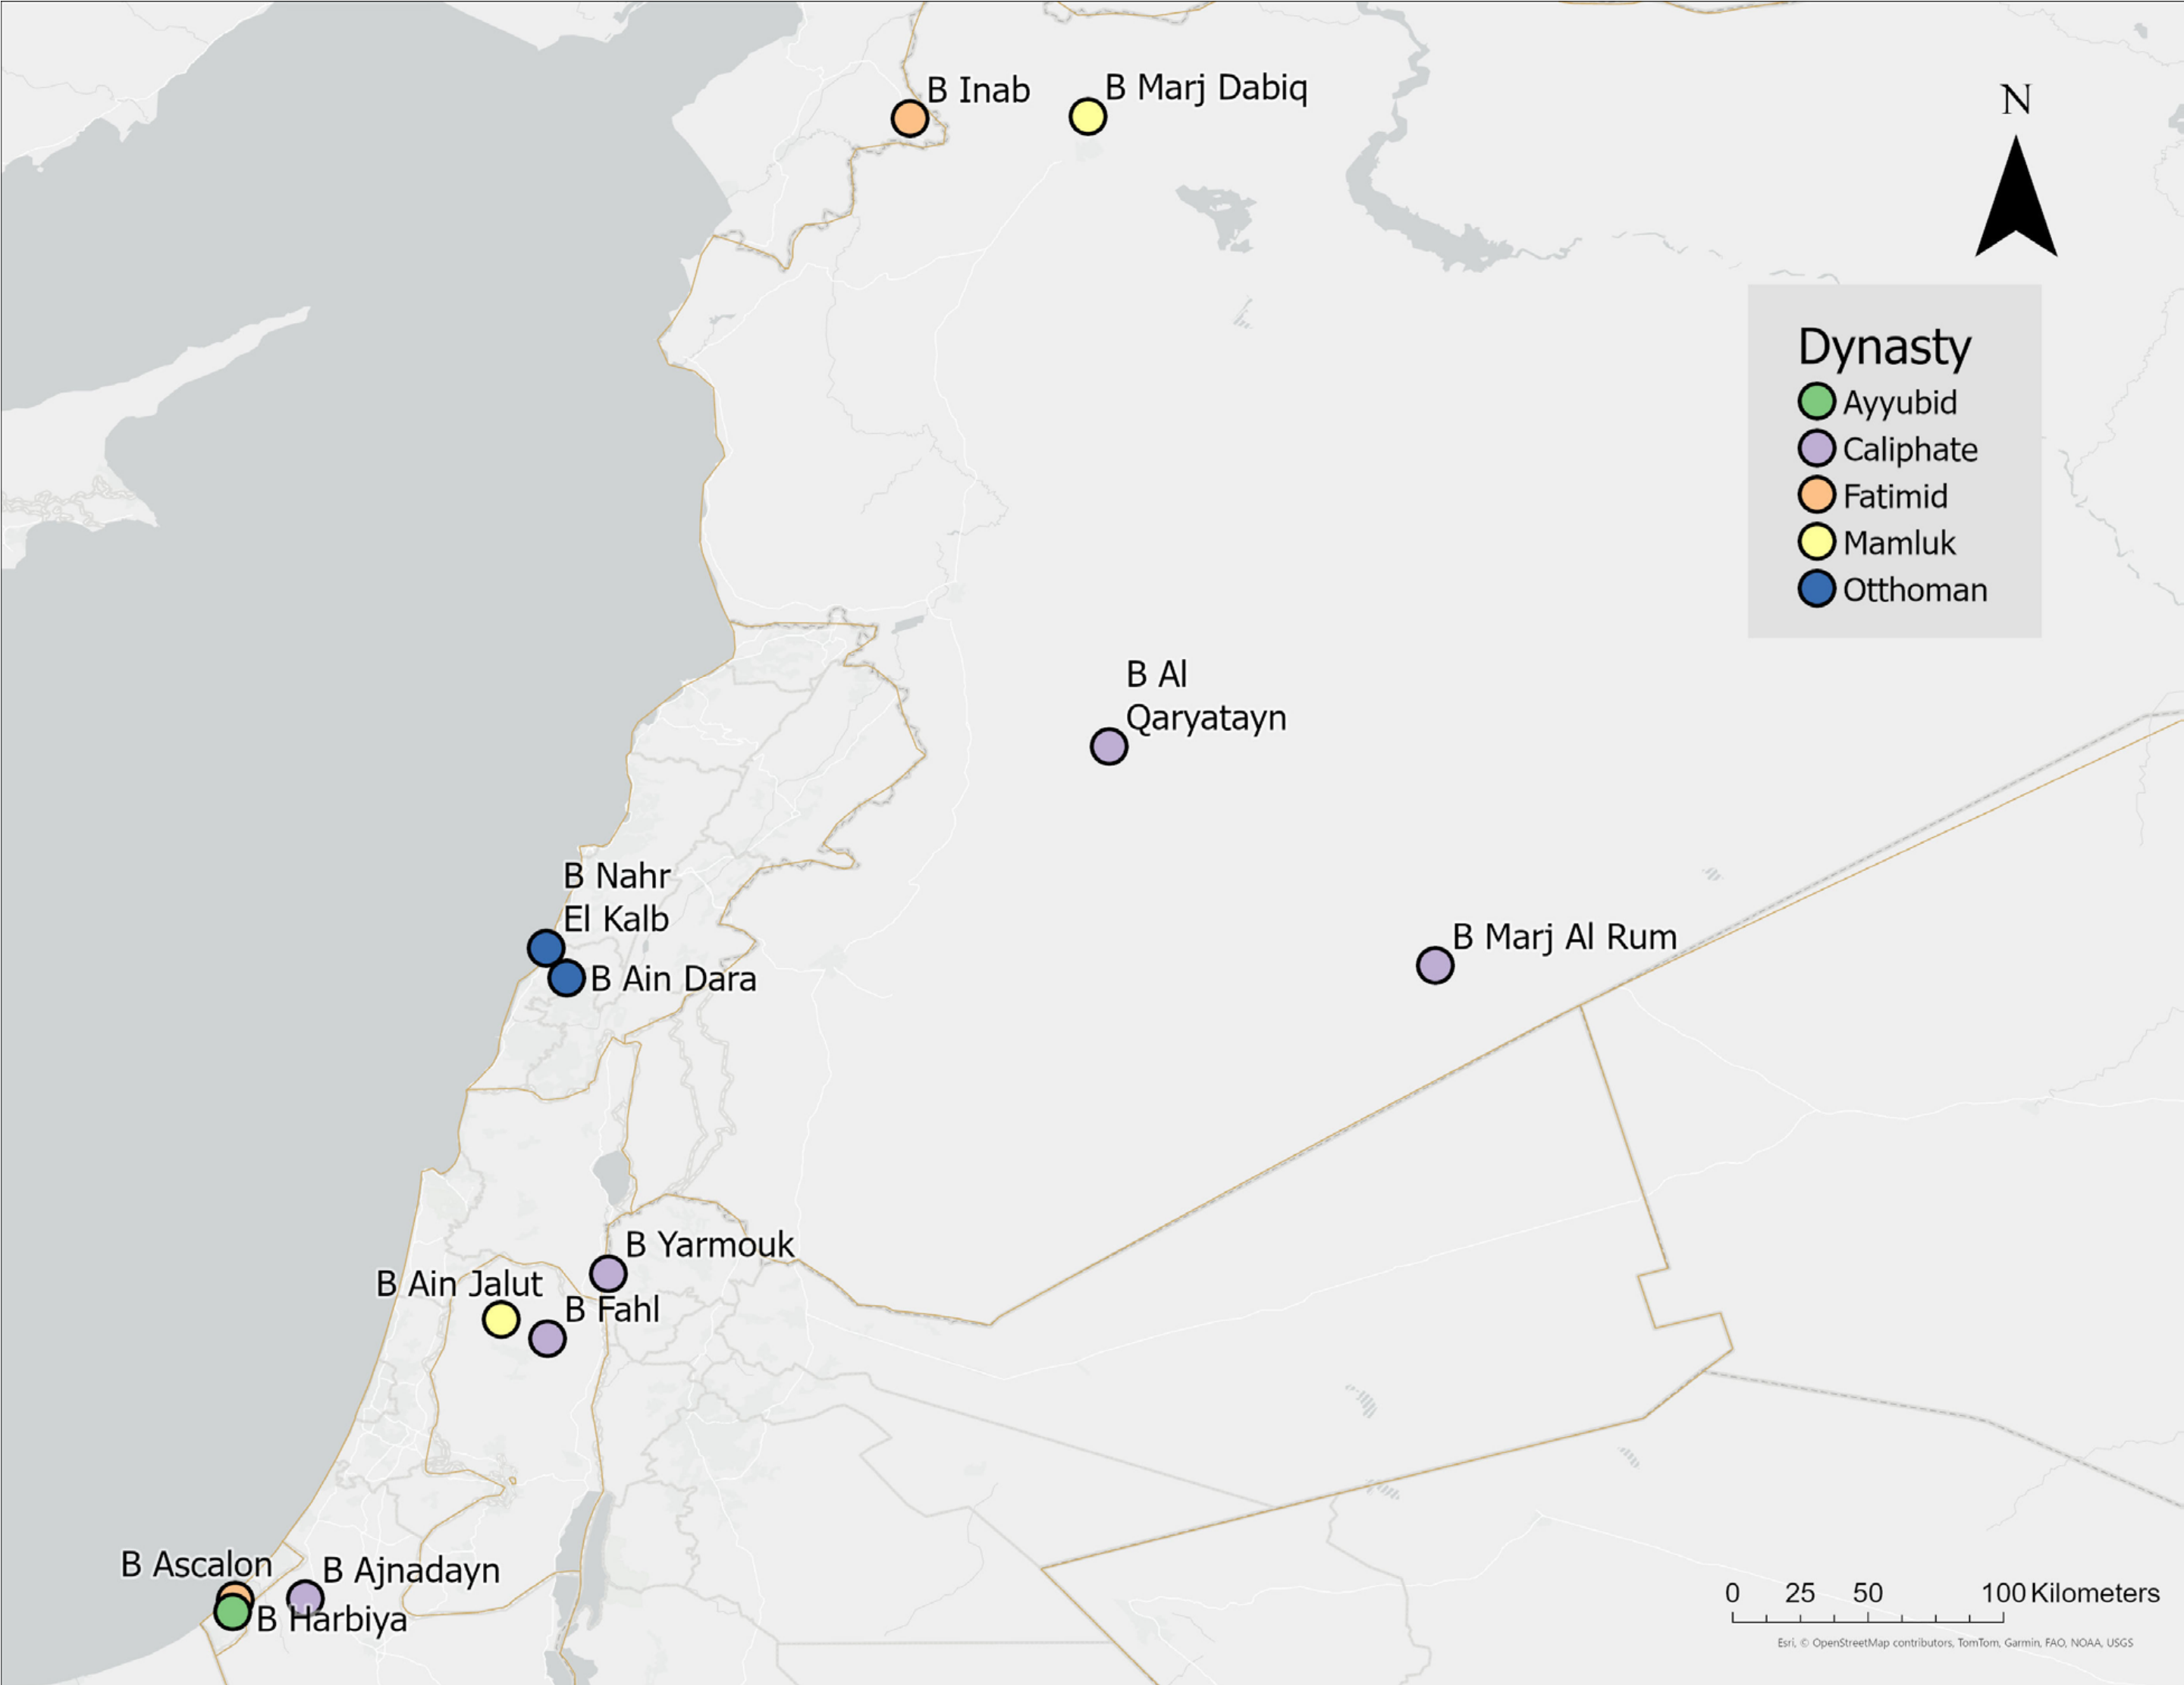 B Inab
B Marj Dabiq
N
Dynasty
Ayyubid
Caliphate
Fatimid
Mamluk
Otthoman
B Al
Qaryatayn
B Nahr
El Kalb
B Ain Dara
B Marj Al Rum
B Yarmouk
B Ain Jalut
B Fahl
B Ascalon
B Ajnadayn
B Harbiya
0 25 50 100 Kilometers
Esri, © OpenStreetMap contributors, TomTom, Garmin, FAO, NOAA, USGS